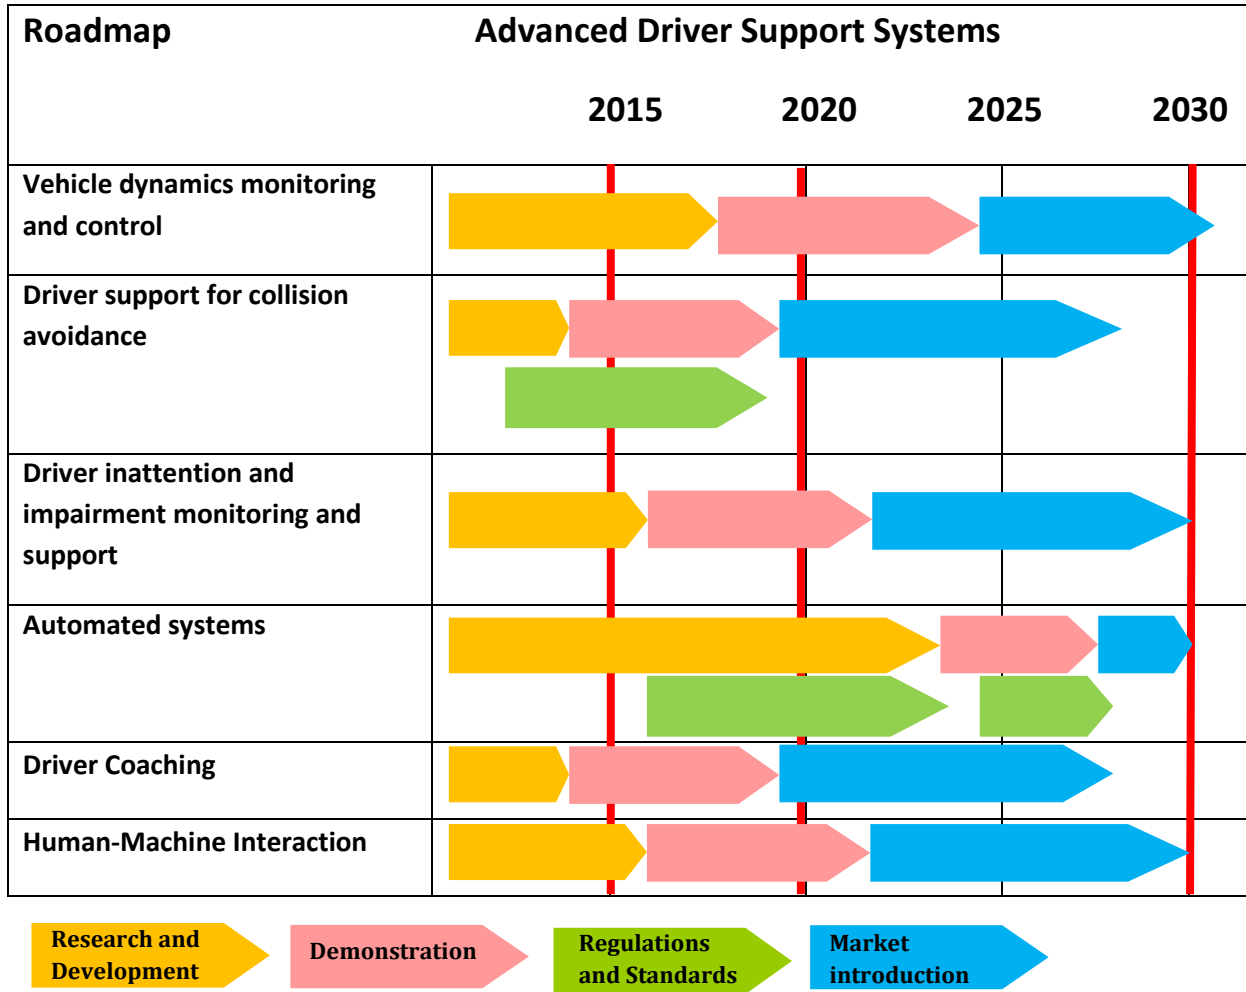 Roadmap
Advanced Driver Support Systems
2015 2020 2025 2030
Vehicle dynamics monitoring
and control
Driver support for collision
avoidance
Driver inattention and
impairment monitoring and
support
Automated systems
Driver Coaching
Human-Machine Interaction
Research and
Development
Demonstration
Regulations
and Standards
Market
introduction